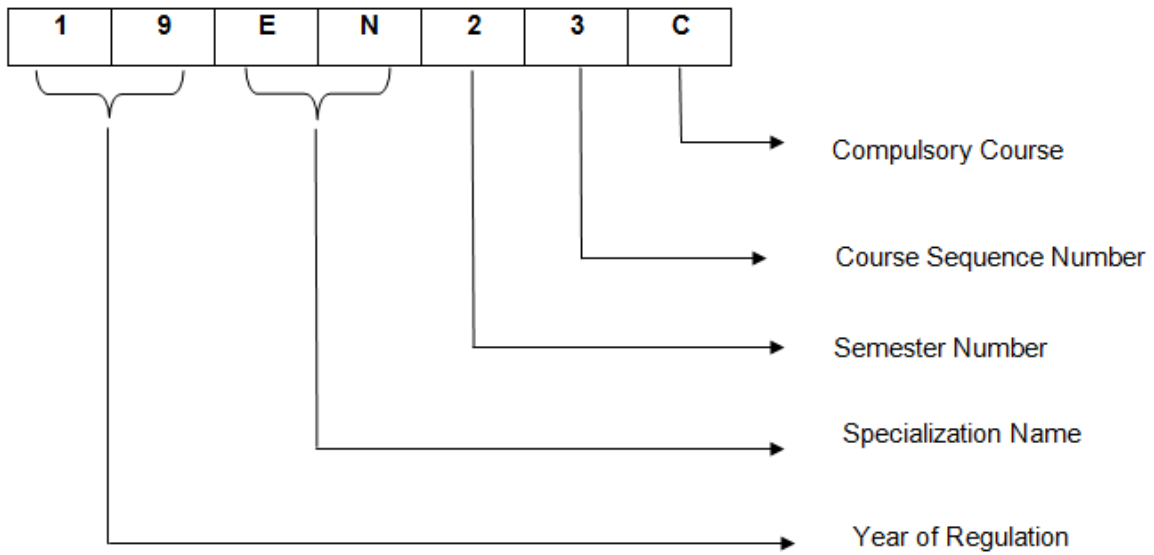 1 9 E N 2 3 C
Compulsory Course
Course Sequence Number
Semester Number
Specialization Name
Year of Regulation